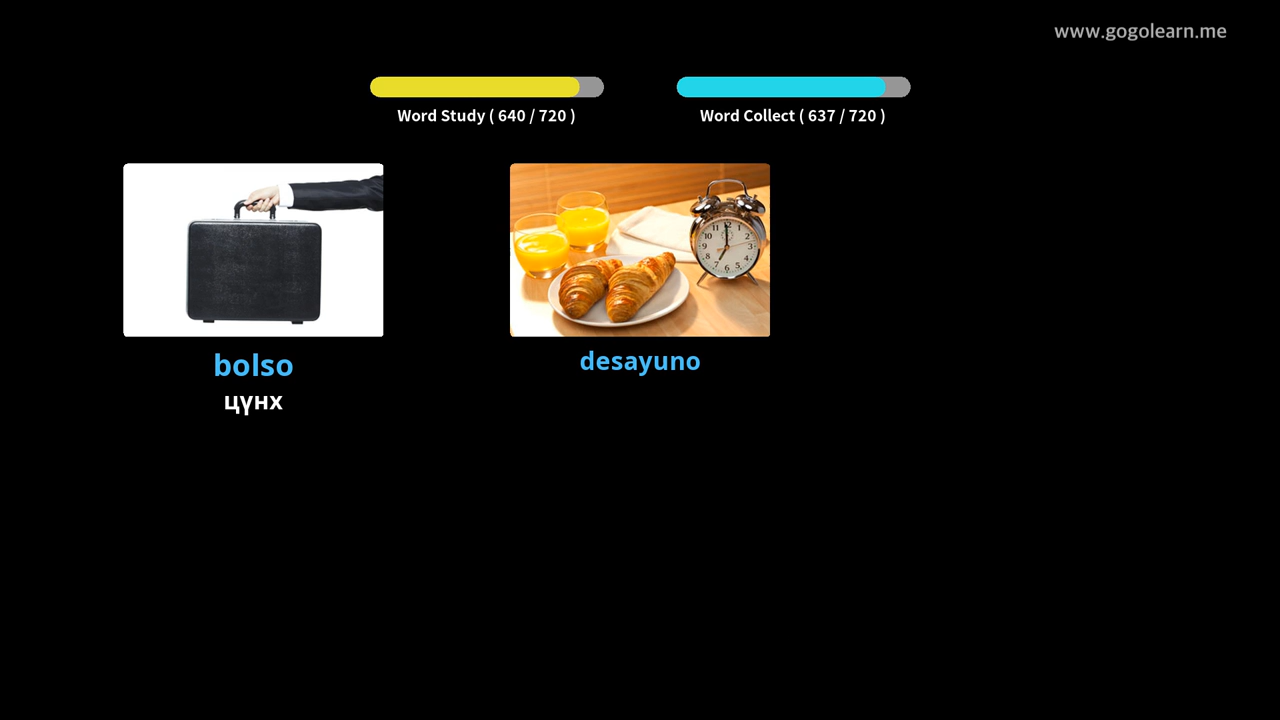 www.gogolearn.me
Word Study ( 640 / 720 )
Word Collect ( 637 / 720 )
bolso
цүнх
desayuno